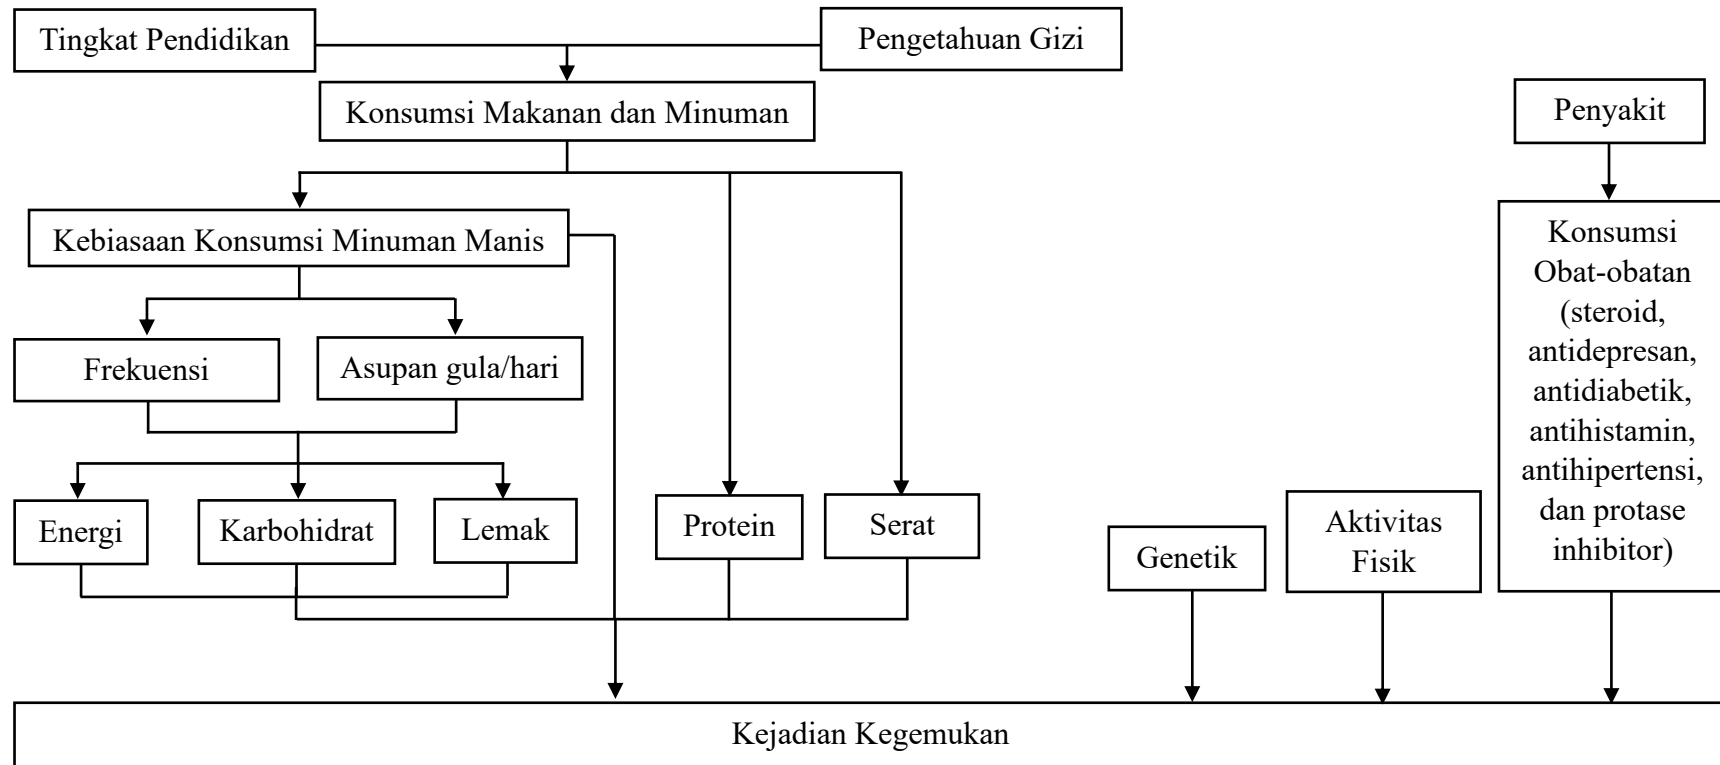 Tingkat Pendidikan
Pengetahuan Gizi
Konsumsi Makanan dan Minuman
Penyakit
Kebiasaan Konsumsi Minuman Manis
Konsumsi
Obat-obatan
(steroid,
antidepresan,
antidiabetik,
antihistamin,
antihipertensi,
dan protase
inhibitor)
Frekuensi
Asupan gula/hari
Energi
Karbohidrat
Lemak
Protein
Serat
Genetik
Aktivitas
Fisik
Kejadian Kegemukan